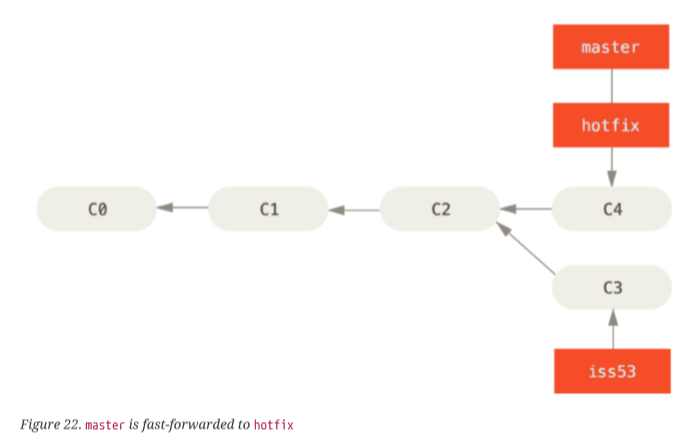 master
hotfix
C0 C1 C2 C4
C3
iss53
Figure 22. master is fast-forwarded to hotfix